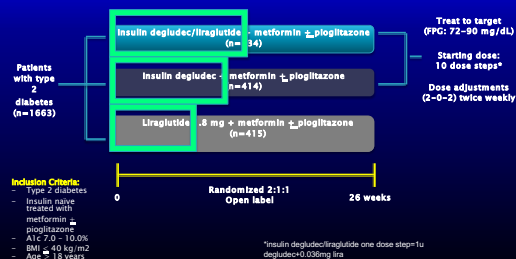 Insulin degludec/liraglutide + metformin + pioglitazone
34)
Insulin degludec + metformin + pioglitazone
(n=414)
Liraglutide .8 mg + metformin + pioglitazone
(n=415)
Patients
with type
2
diabetes
(n=1663)
Treat to target
(FPG: 72-90 mg/dL)
Starting dose:
10 dose steps*
Dose adjustments
(2-0-2) twice weekly
0
Randomized 2:1:1
Open label
26 weeks
Inclusion Criteria:
- Type 2 diabetes
- Insulin naive
treated with
metformin ±
pioglitazone
- A1c 7.0 - 10.0%
- BMI ≤ 40 kg/m2
- Age ≥ 18 years
*insulin degludec/liraglutide one dose step=1u
degludec+0.036mg lira